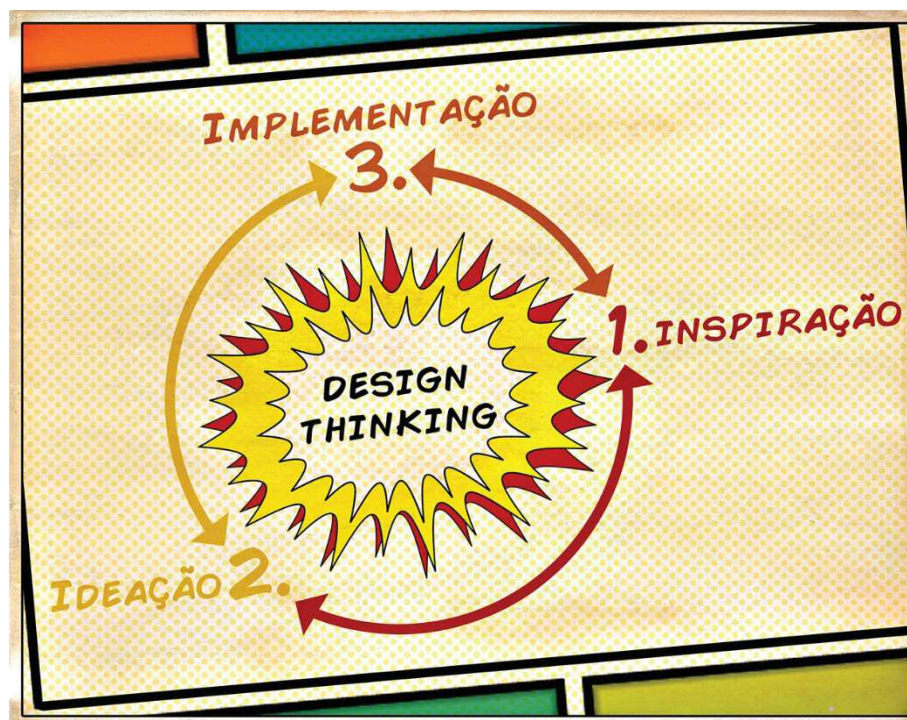 Implementação
3.
1. Inspiração
Design
Thinking
Ideação 2.